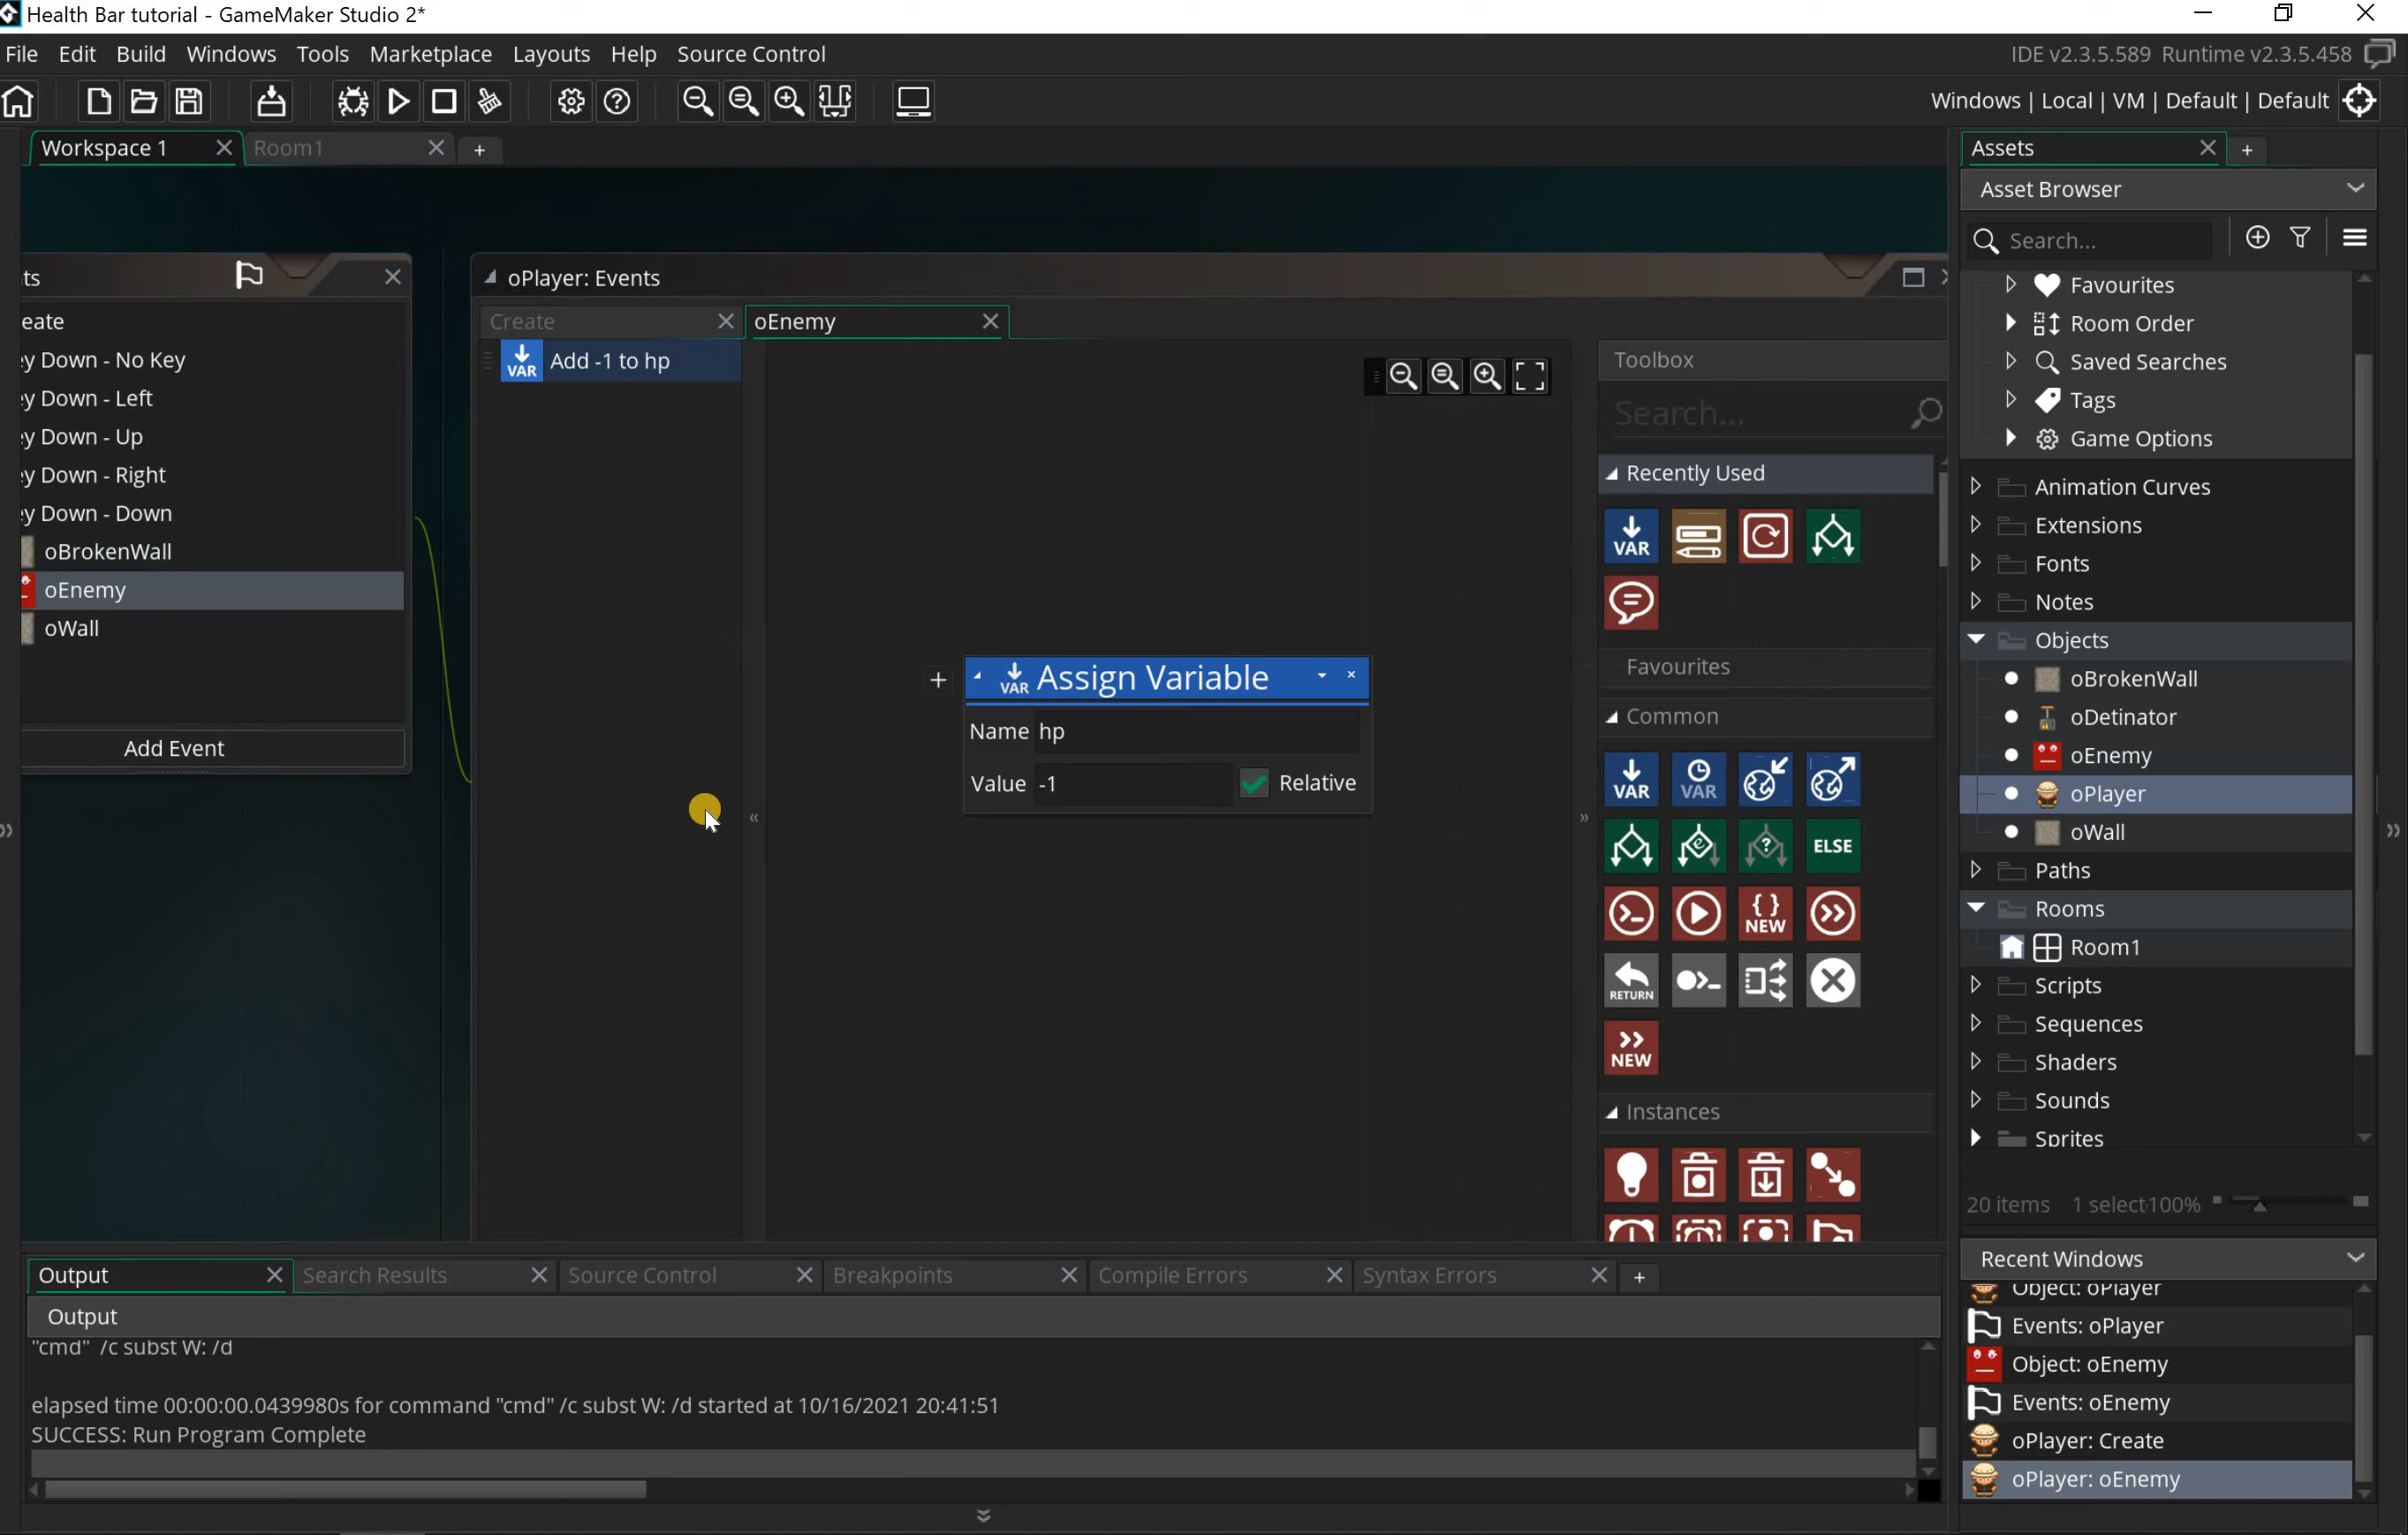 Health Bar tutorial - GameMaker Studio 2*
File Edit Build Windows Tools Marketplace Layouts Help Source Control
IDE v2.3.5.589 Runtime v2.3.5.458
Windows | Local | VM | Default | Default
Workspace 1
Room1
Assets
Asset Browser
Search...
Favourites
Room Order
Saved Searches
Tags
Game Options
Animation Curves
Extensions
Fonts
Notes
Objects
oBrokenWall
oDetinator
oEnemy
oPlayer
oWall
Paths
Rooms
Room1
Scripts
Sequences
Shaders
Sounds
Sprites
20 items 1 select 100%
Recent Windows
Object: oPlayer
Events: oPlayer
Object: oEnemy
Events: oEnemy
oPlayer: Create
oPlayer: oEnemy
ts
eate
ey Down - No Key
ey Down - Left
ey Down - Up
ey Down - Right
ey Down - Down
oBrokenWall
oEnemy
oWall
Add Event
oPlayer: Events
Create
oEnemy
VAR Add -1 to hp
VAR Assign Variable
Name hp
Value -1 Relative
Toolbox
Search...
Recently Used
VAR
Favourites
Common
VAR VAR
ELSE
NEW
RETURN
NEW
Instances
Output Search Results Source Control Breakpoints Compile Errors Syntax Errors
Output
"cmd" /c subst W: /d
elapsed time 00:00:00.0439980s for command "cmd" /c subst W: /d started at 10/16/2021 20:41:51
SUCCESS: Run Program Complete